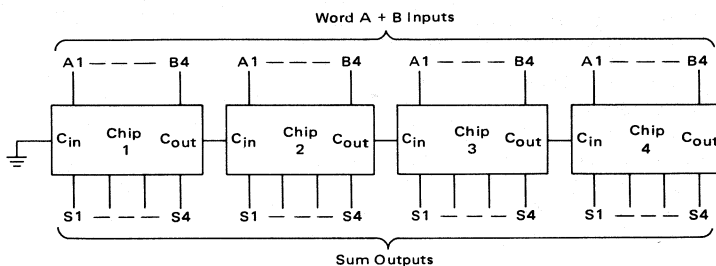 Word A + B Inputs
A1 — — — — B4 A1 — — — — B4 A1 — — — — B4 A1 — — — — B4
Cin Chip 1 Cout Cin Chip 2 Cout Cin Chip 3 Cout Cin Chip 4 Cout
S1 — — — — S4 S1 — — — — S4 S1 — — — — S4 S1 — — — — S4
Sum Outputs